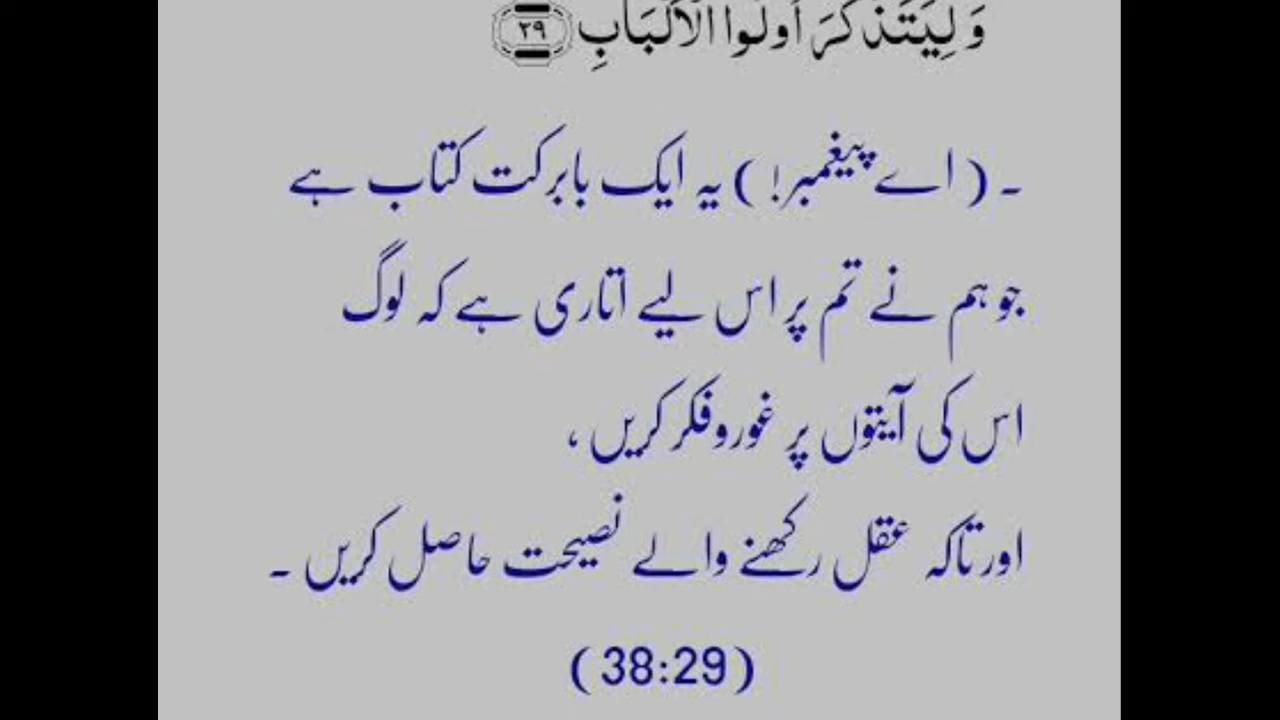 وَلِيَتَذَكَّرَ أُولُوا الْأَلْبَابِ ٢٩
۔ ( اے پیغمبر! ) یہ ایک بابرکت کتاب ہے
جو ہم نے تم پر اس لیے اتاری ہے کہ لوگ
اس کی آیتوں پر غوروفکر کریں ،
اور تاکہ عقل رکھنے والے نصیحت حاصل کریں ۔
(38:29)